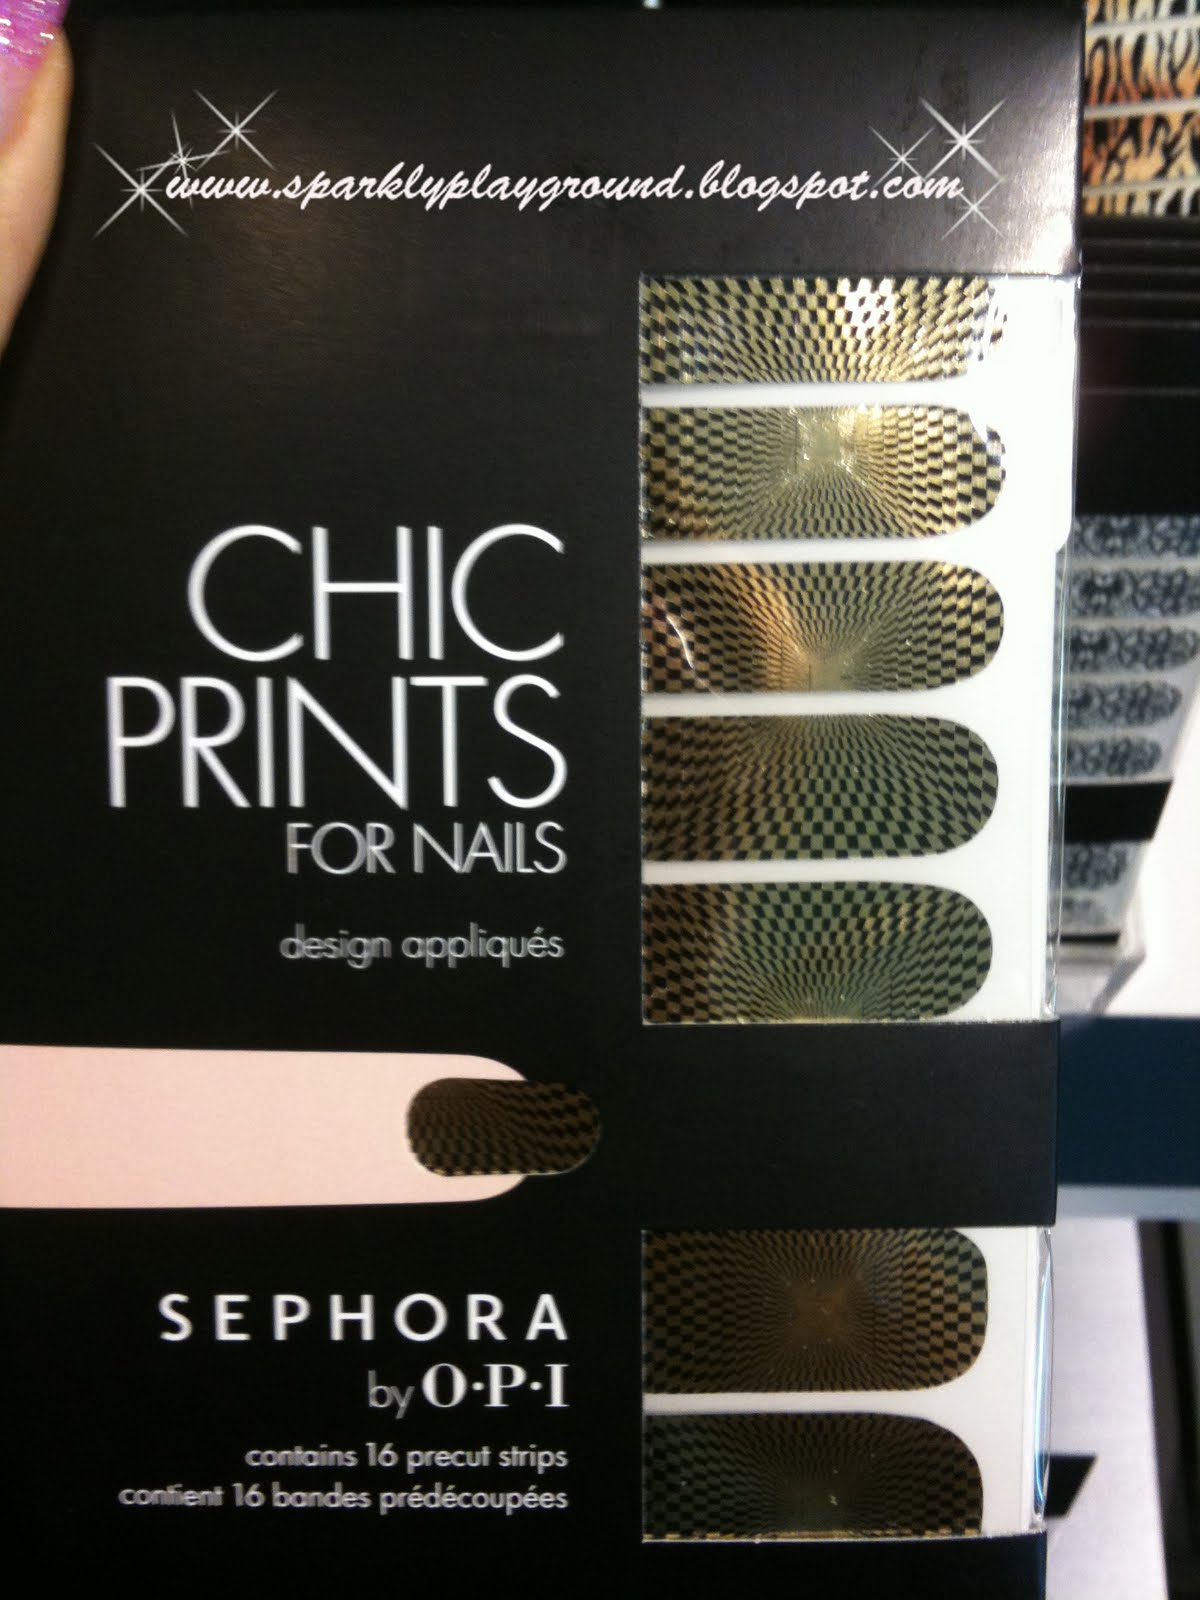 www.sparklyplayground.blogspot.com
CHIC
PRINTS
FOR NAILS
design appliqués
SEPHORA
by O·P·I
contains 16 precut strips
contient 16 bandes prédécoupées